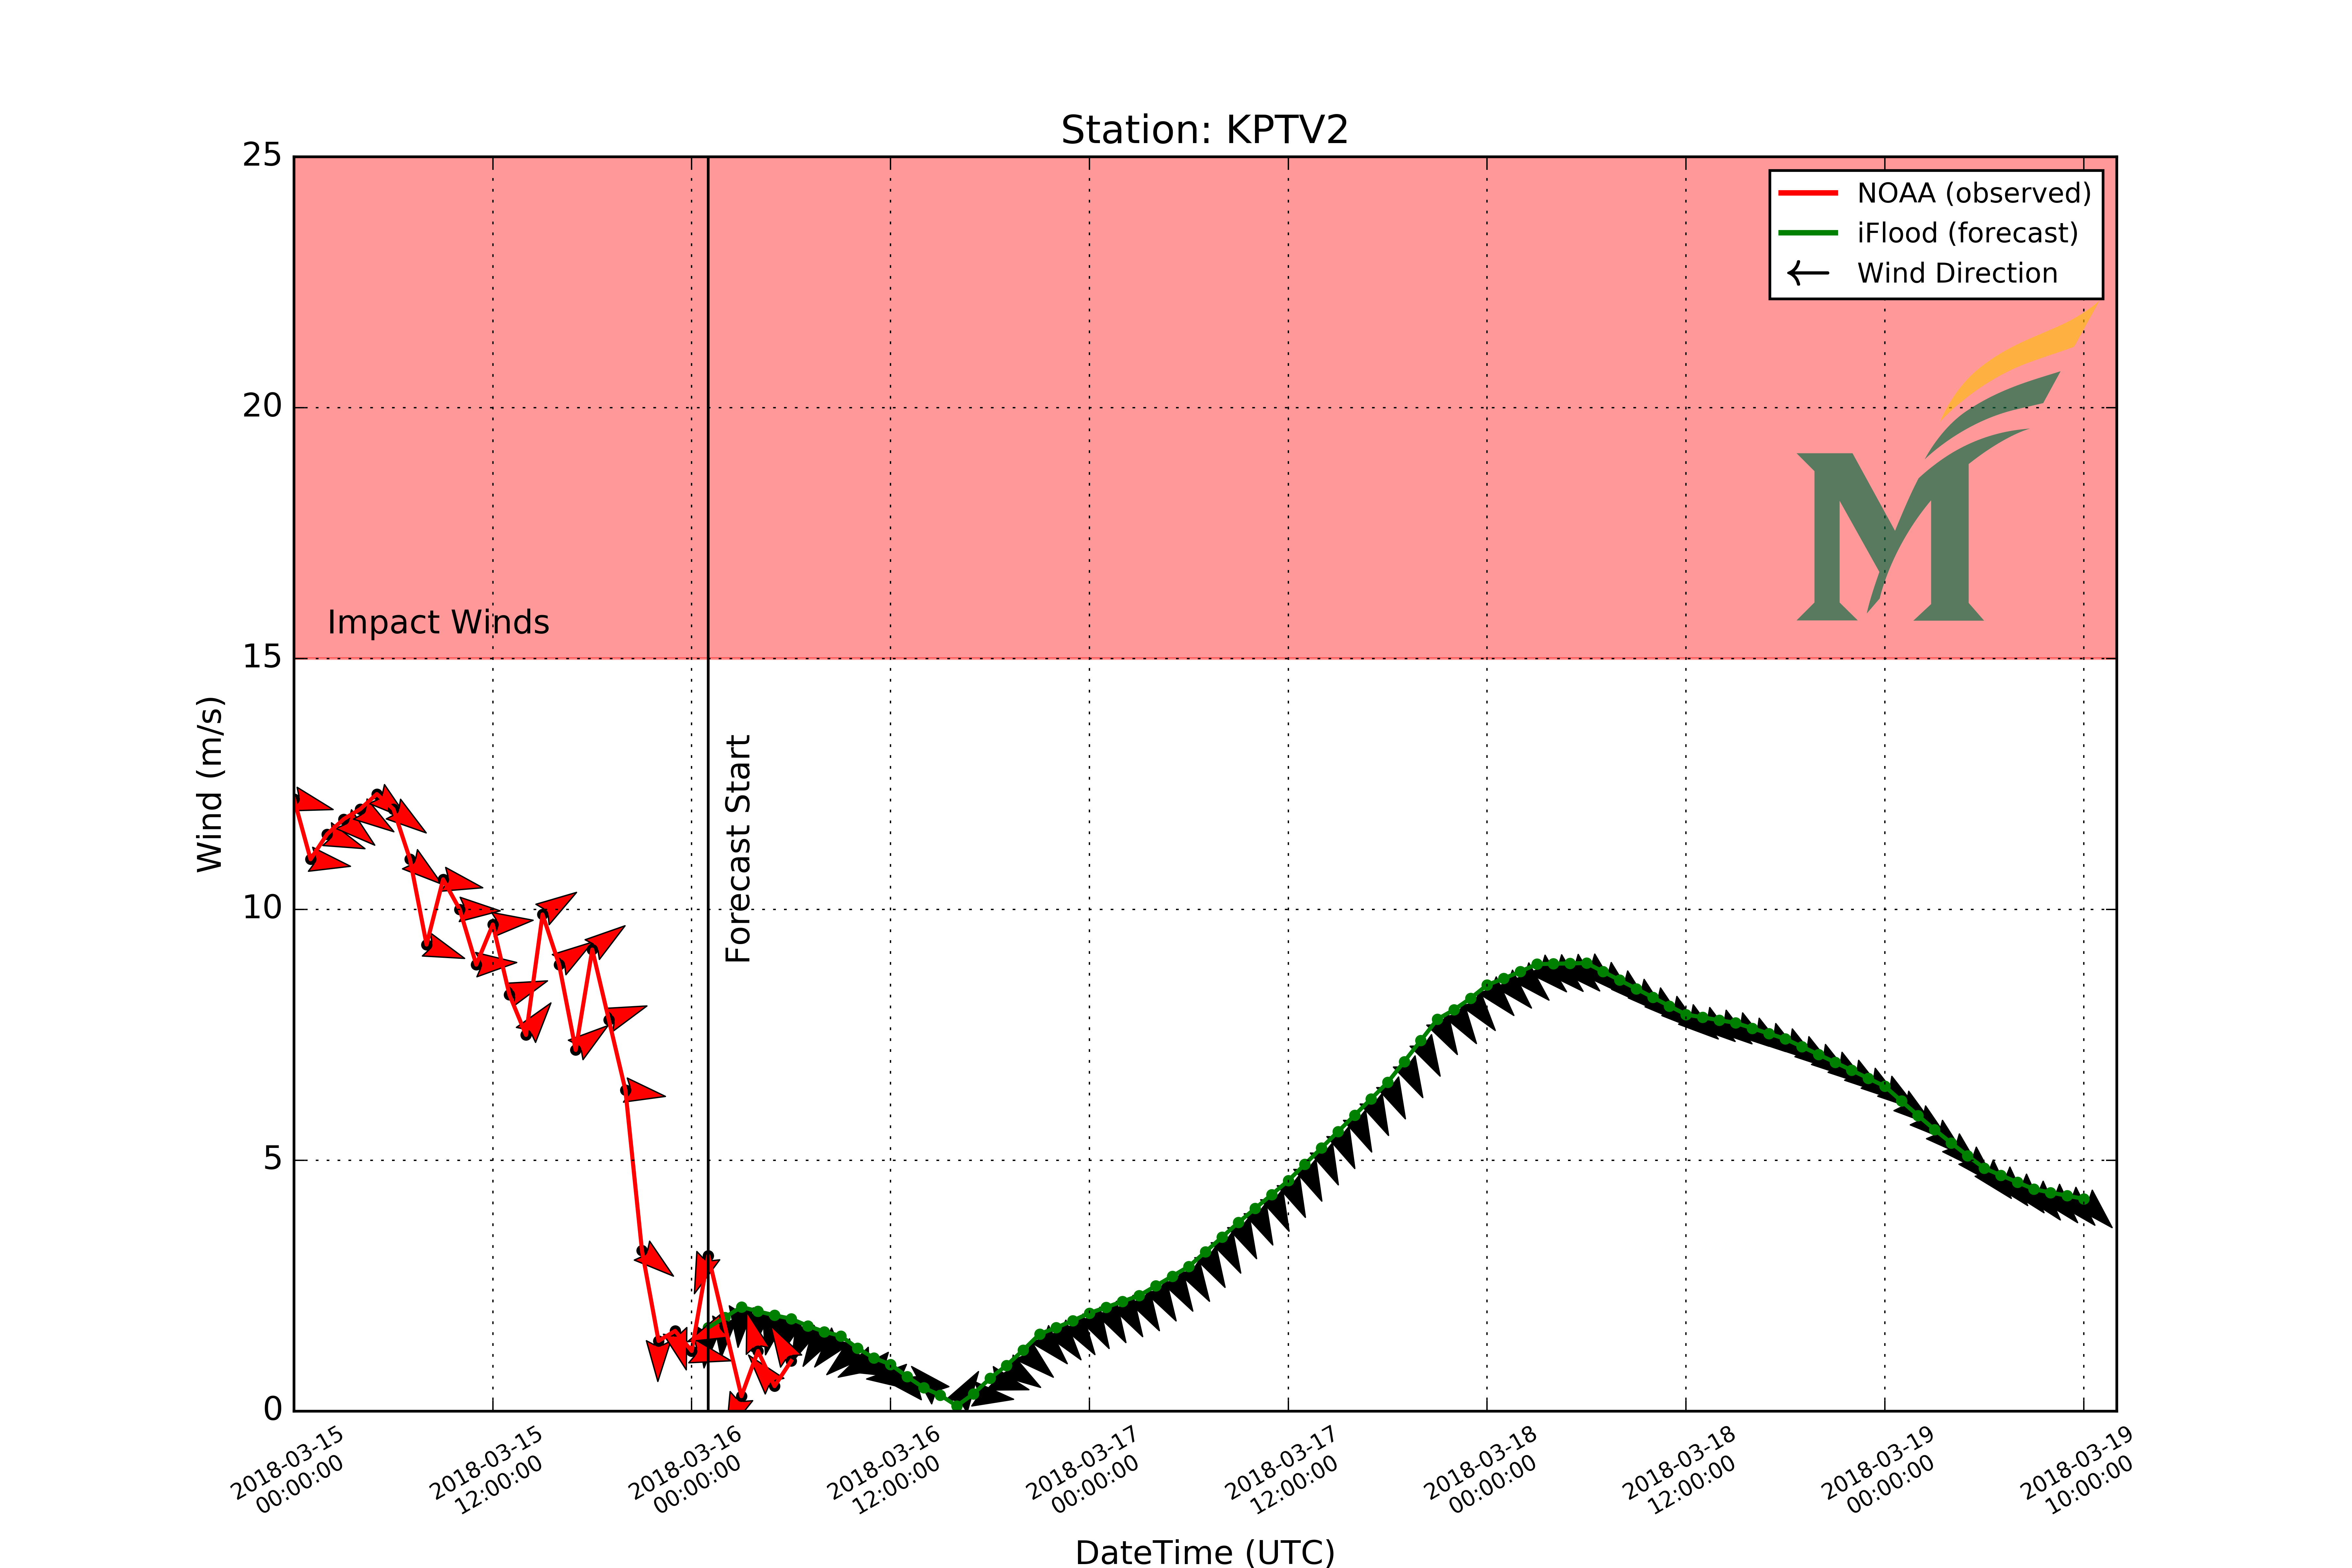 Station: KPTV2
25
20
15
10
5
0
Wind (m/s)
NOAA (observed)
iFlood (forecast)
Wind Direction
Impact Winds
Forecast Start
M
2018-03-15
00:00:00
2018-03-15
12:00:00
2018-03-16
00:00:00
2018-03-16
12:00:00
2018-03-17
00:00:00
2018-03-17
12:00:00
2018-03-18
00:00:00
2018-03-18
12:00:00
2018-03-19
00:00:00
2018-03-19
10:00:00
DateTime (UTC)